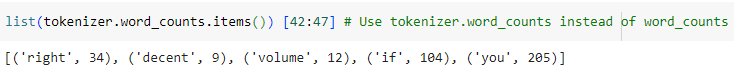 list(tokenizer.word_counts.items()) [42:47] # Use tokenizer.word_counts instead of word_counts
[('right', 34), ('decent', 9), ('volume', 12), ('if', 104), ('you', 205)]